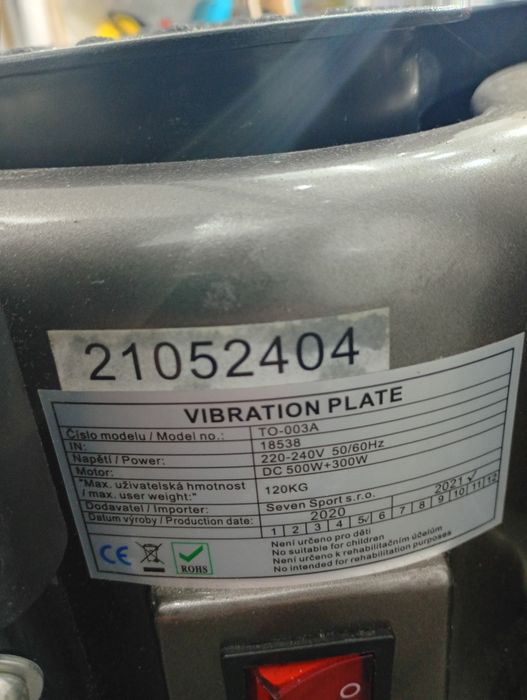 21052404
VIBRATION PLATE
Číslo modelu / Model no.: TO-003A
IN: 18538
Napětí / Power: 220-240V 50/60Hz
Motor: DC 500W+300W
"Max. uživatelská hmotnost / max. user weight:" 120KG
Dodavatel / Importer: Seven Sport s.r.o.
Datum výroby / Production date: 2020 2021✓
1 2 3 4 5✓ 6 7 8 9 10 11 12
Není určeno pro děti
No suitable for children
Není určeno k rehabilitačním účelům
No intended for rehabilitation purposes
CE
ROHS